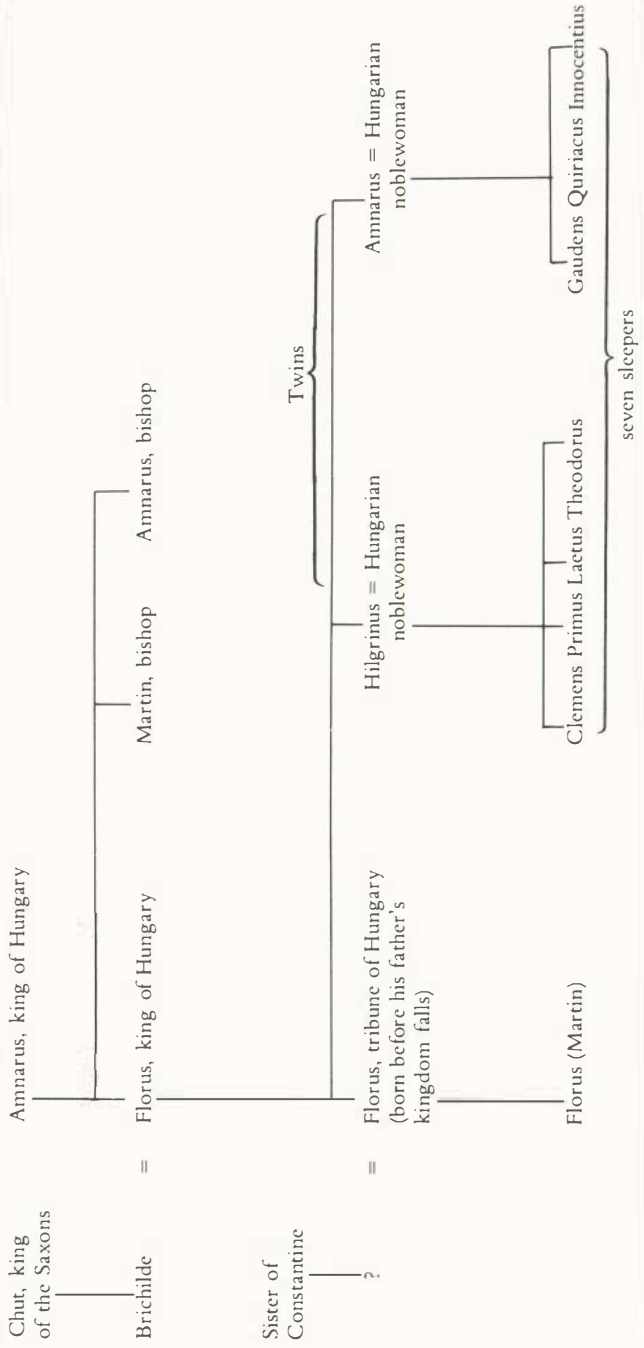 Chut, king
of the Saxons
Amnarus, king of Hungary
Brichilde = Florus, king of Hungary
Martin, bishop
Amnarus, bishop
Sister of
Constantine
Twins
? = Florus, tribune of Hungary
(born before his father's
kingdom falls)
Hilgrinus = Hungarian
noblewoman
Amnarus = Hungarian
noblewoman
Florus (Martin)
Clemens Primus Lactus Theodorus
Gaudens Quiriacus Innocentius
seven sleepers